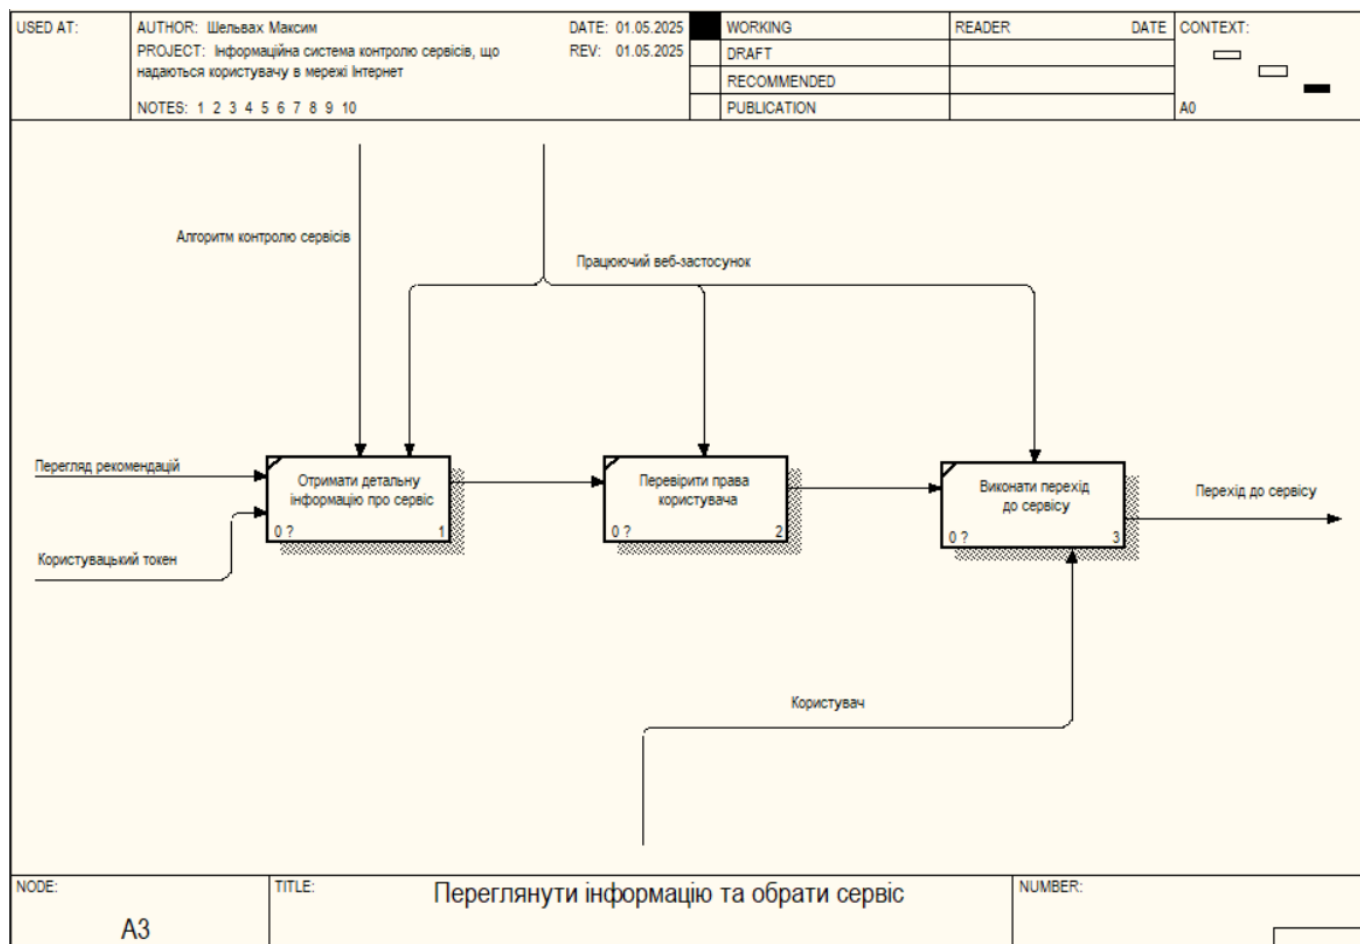 USED AT:
AUTHOR: Шельвах Максим
DATE: 01.05.2025
PROJECT: Інформаційна система контролю сервісів, що
надаються користувачу в мережі Інтернет
REV: 01.05.2025
NOTES: 1 2 3 4 5 6 7 8 9 10
WORKING
DRAFT
RECOMMENDED
PUBLICATION
READER
DATE
CONTEXT:
A0
Алгоритм контролю сервісів
Працюючий веб-застосунок
Перегляд рекомендацій
Користувацький токен
Отримати детальну
інформацію про сервіс
0 ?
1
Перевірити права
користувача
0 ?
2
Виконати перехід
до сервісу
0 ?
3
Перехід до сервісу
Користувач
NODE:
A3
TITLE:
Переглянути інформацію та обрати сервіс
NUMBER: